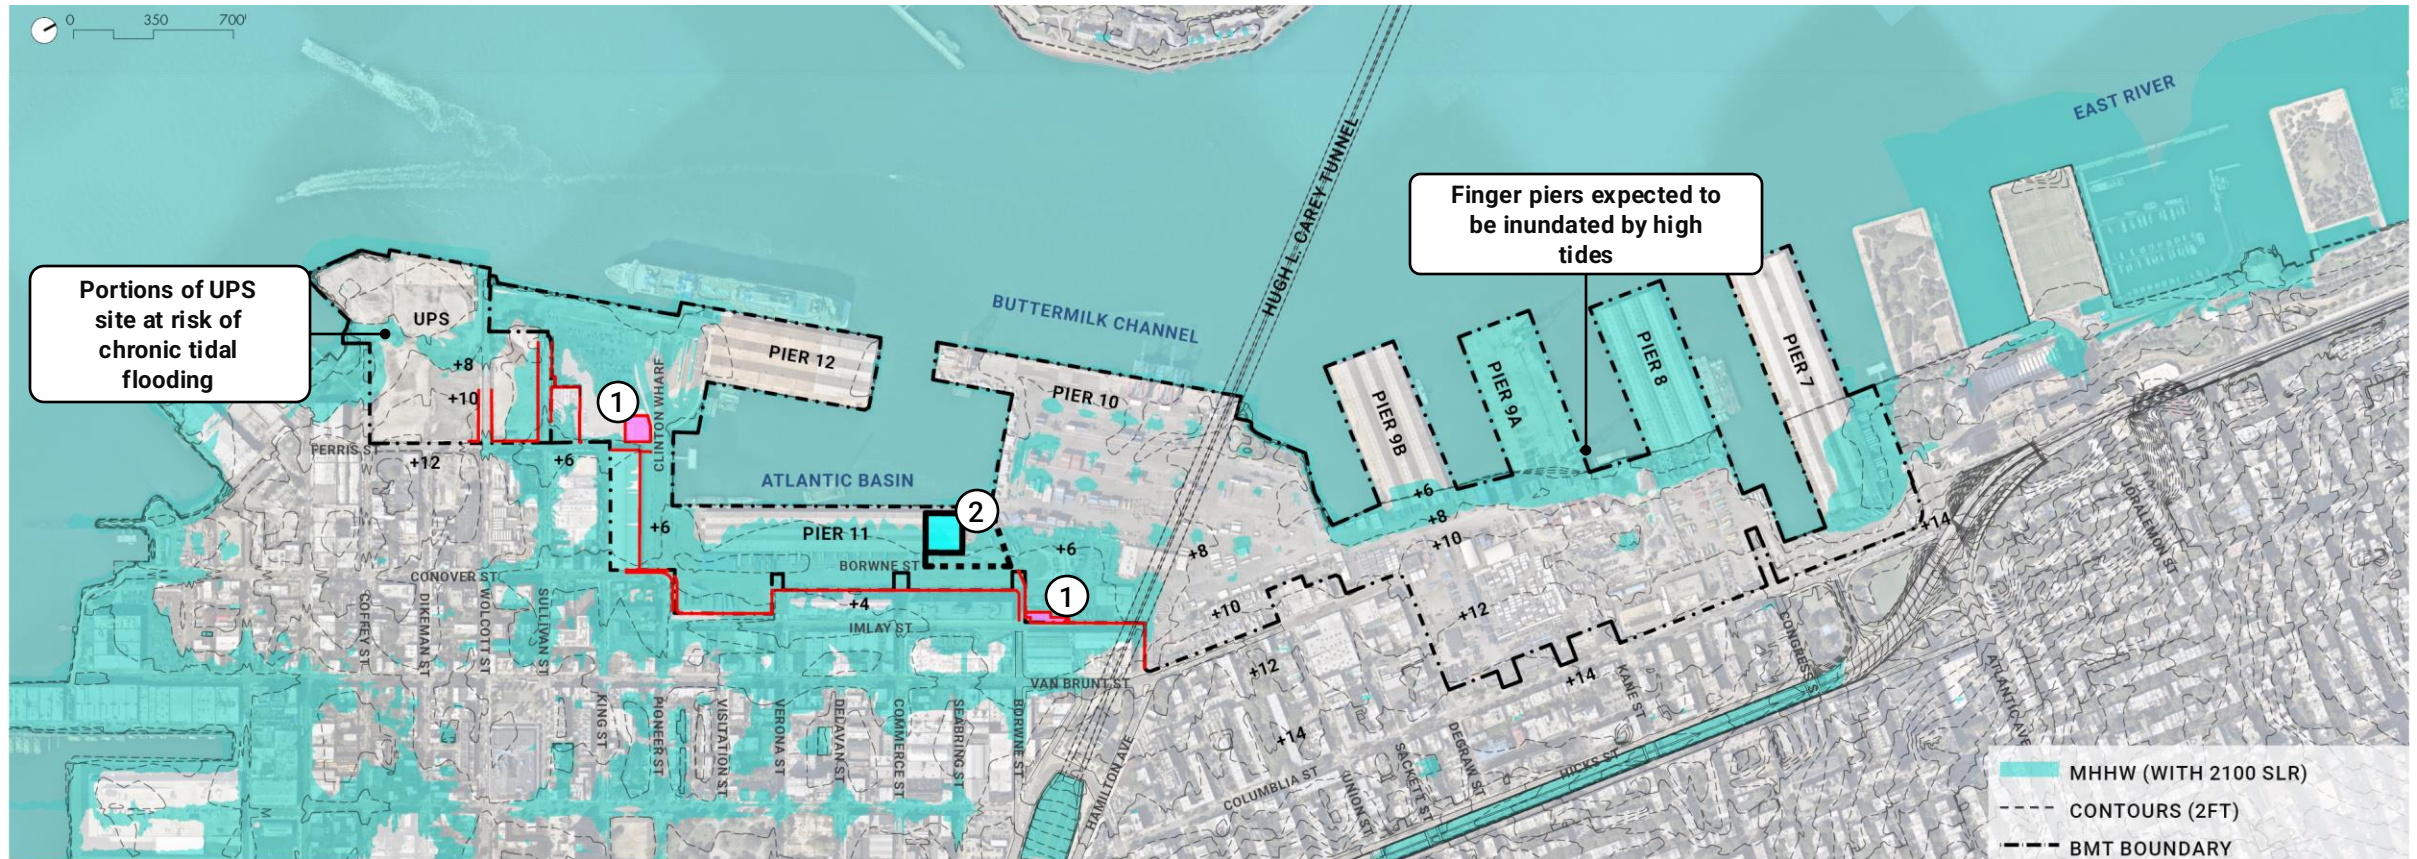 0 350 700'
EAST RIVER
HUGH L. CAREY TUNNEL
Finger piers expected to
be inundated by high
tides
Portions of UPS
site at risk of
chronic tidal
flooding
BUTTERMILK CHANNEL
UPS
PIER 12
PIER 10
PIER 9B
PIER 9A
PIER 8
PIER 7
+8
+10
1
CLINTON WHARF
FERRIS ST
+12
+6
ATLANTIC BASIN
2
+6
PIER 11
BORWNE ST
+6
+8
+6
+8
+10
+14
JORALEMON ST
CONOVER ST
COFFREY ST
DIKEMAN ST
WOLCOTT ST
SULLIVAN ST
+4
IMLAY ST
1
+10
+12
CONGRESS S
VAN BRUNT ST
+12
+14
KANE ST
ATLANTIC AVE
KING ST
PIONEER ST
VISITATION ST
VERONA ST
DELAVAN ST
COMMERCE ST
SEABRING ST
BORWNE ST
HAMILTON AVE
+14
COLUMBLIA ST
UNION ST
SACKETT ST
DEGRAW ST
HICKS ST
MHHW (WITH 2100 SLR)
CONTOURS (2FT)
BMT BOUNDARY